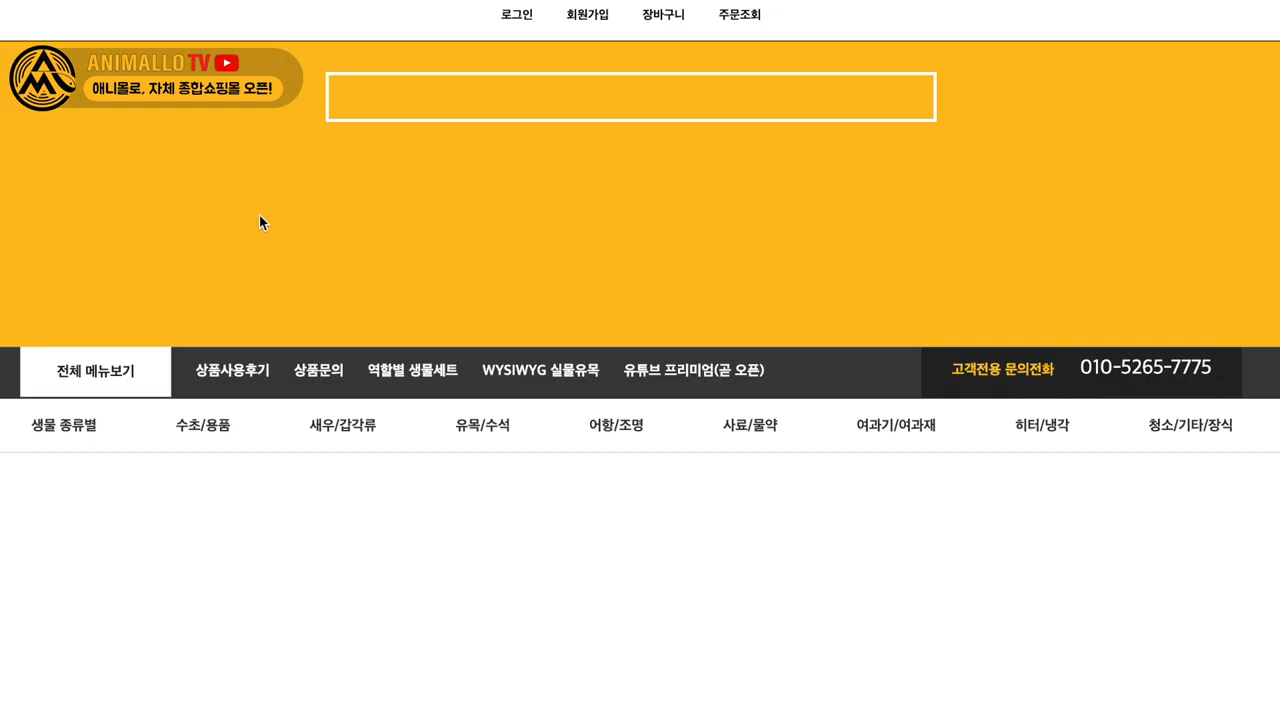 로그인 회원가입 장바구니 주문조회
ANIMALLO TV
애니몰로, 자체 종합쇼핑몰 오픈!
전체 메뉴보기 상품사용후기 상품문의 역할별 생물세트 WYSIWYG 실물유목 유튜브 프리미엄(곧 오픈) 고객전용 문의전화 010-5265-7775
생물 종류별 수초/용품 새우/갑각류 유목/수석 어항/조명 사료/물약 여과기/여과재 히터/냉각 청소/기타/장식